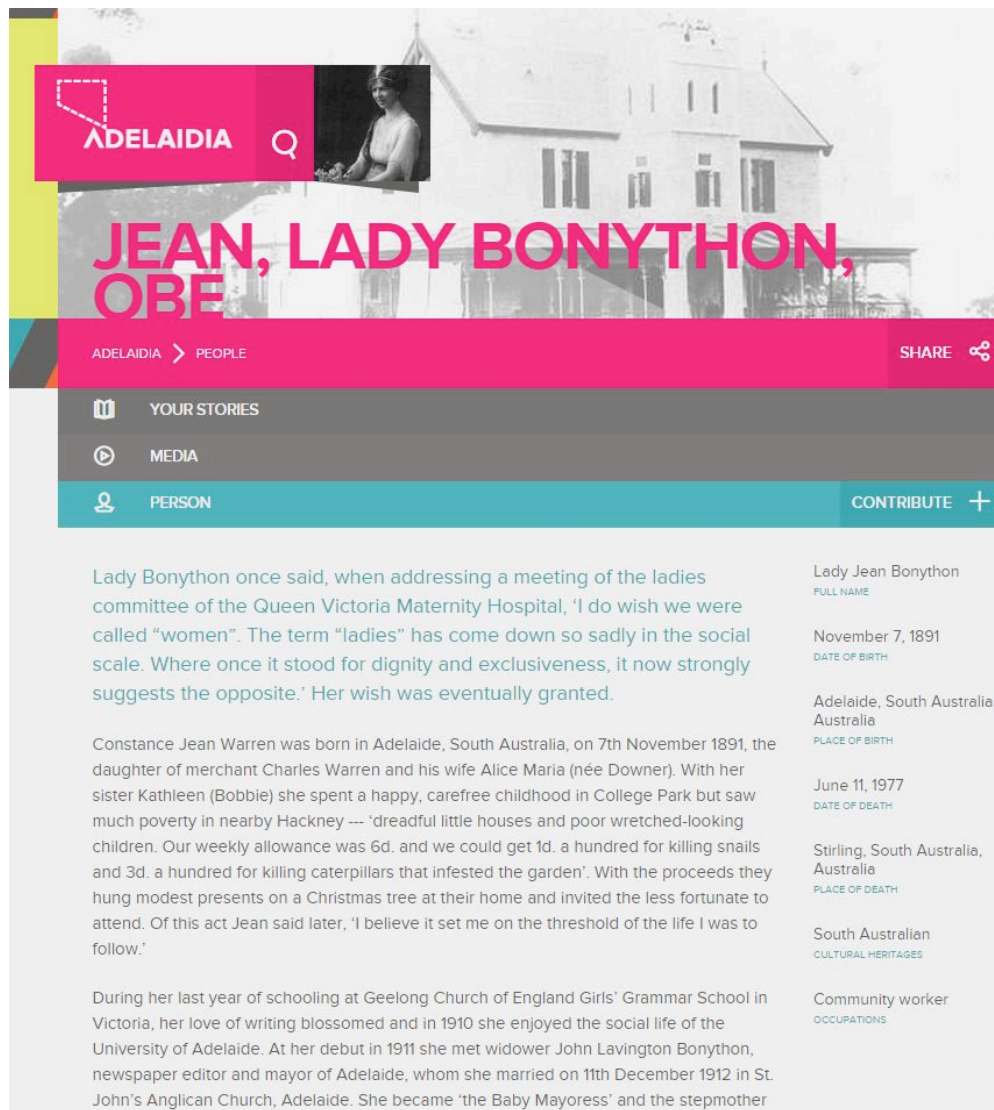 ADELAIDIA
JEAN, LADY BONYTHON,
OBE
ADELAIDIA > PEOPLE
SHARE
YOUR STORIES
MEDIA
PERSON
CONTRIBUTE +
Lady Bonython once said, when addressing a meeting of the ladies
committee of the Queen Victoria Maternity Hospital, ‘I do wish we were
called “women”. The term “ladies” has come down so sadly in the social
scale. Where once it stood for dignity and exclusiveness, it now strongly
suggests the opposite.’ Her wish was eventually granted.
Constance Jean Warren was born in Adelaide, South Australia, on 7th November 1891, the
daughter of merchant Charles Warren and his wife Alice Maria (née Downer). With her
sister Kathleen (Bobbie) she spent a happy, carefree childhood in College Park but saw
much poverty in nearby Hackney --- ‘dreadful little houses and poor wretched-looking
children. Our weekly allowance was 6d. and we could get 1d. a hundred for killing snails
and 3d. a hundred for killing caterpillars that infested the garden’. With the proceeds they
hung modest presents on a Christmas tree at their home and invited the less fortunate to
attend. Of this act Jean said later, ‘I believe it set me on the threshold of the life I was to
follow.’
During her last year of schooling at Geelong Church of England Girls’ Grammar School in
Victoria, her love of writing blossomed and in 1910 she enjoyed the social life of the
University of Adelaide. At her debut in 1911 she met widower John Lavington Bonython,
newspaper editor and mayor of Adelaide, whom she married on 11th December 1912 in St.
John’s Anglican Church, Adelaide. She became ‘the Baby Mayoress’ and the stepmother
Lady Jean Bonython
FULL NAME
November 7, 1891
DATE OF BIRTH
Adelaide, South Australia
Australia
PLACE OF BIRTH
June 11, 1977
DATE OF DEATH
Stirling, South Australia,
Australia
PLACE OF DEATH
South Australian
CULTURAL HERITAGES
Community worker
OCCUPATIONS